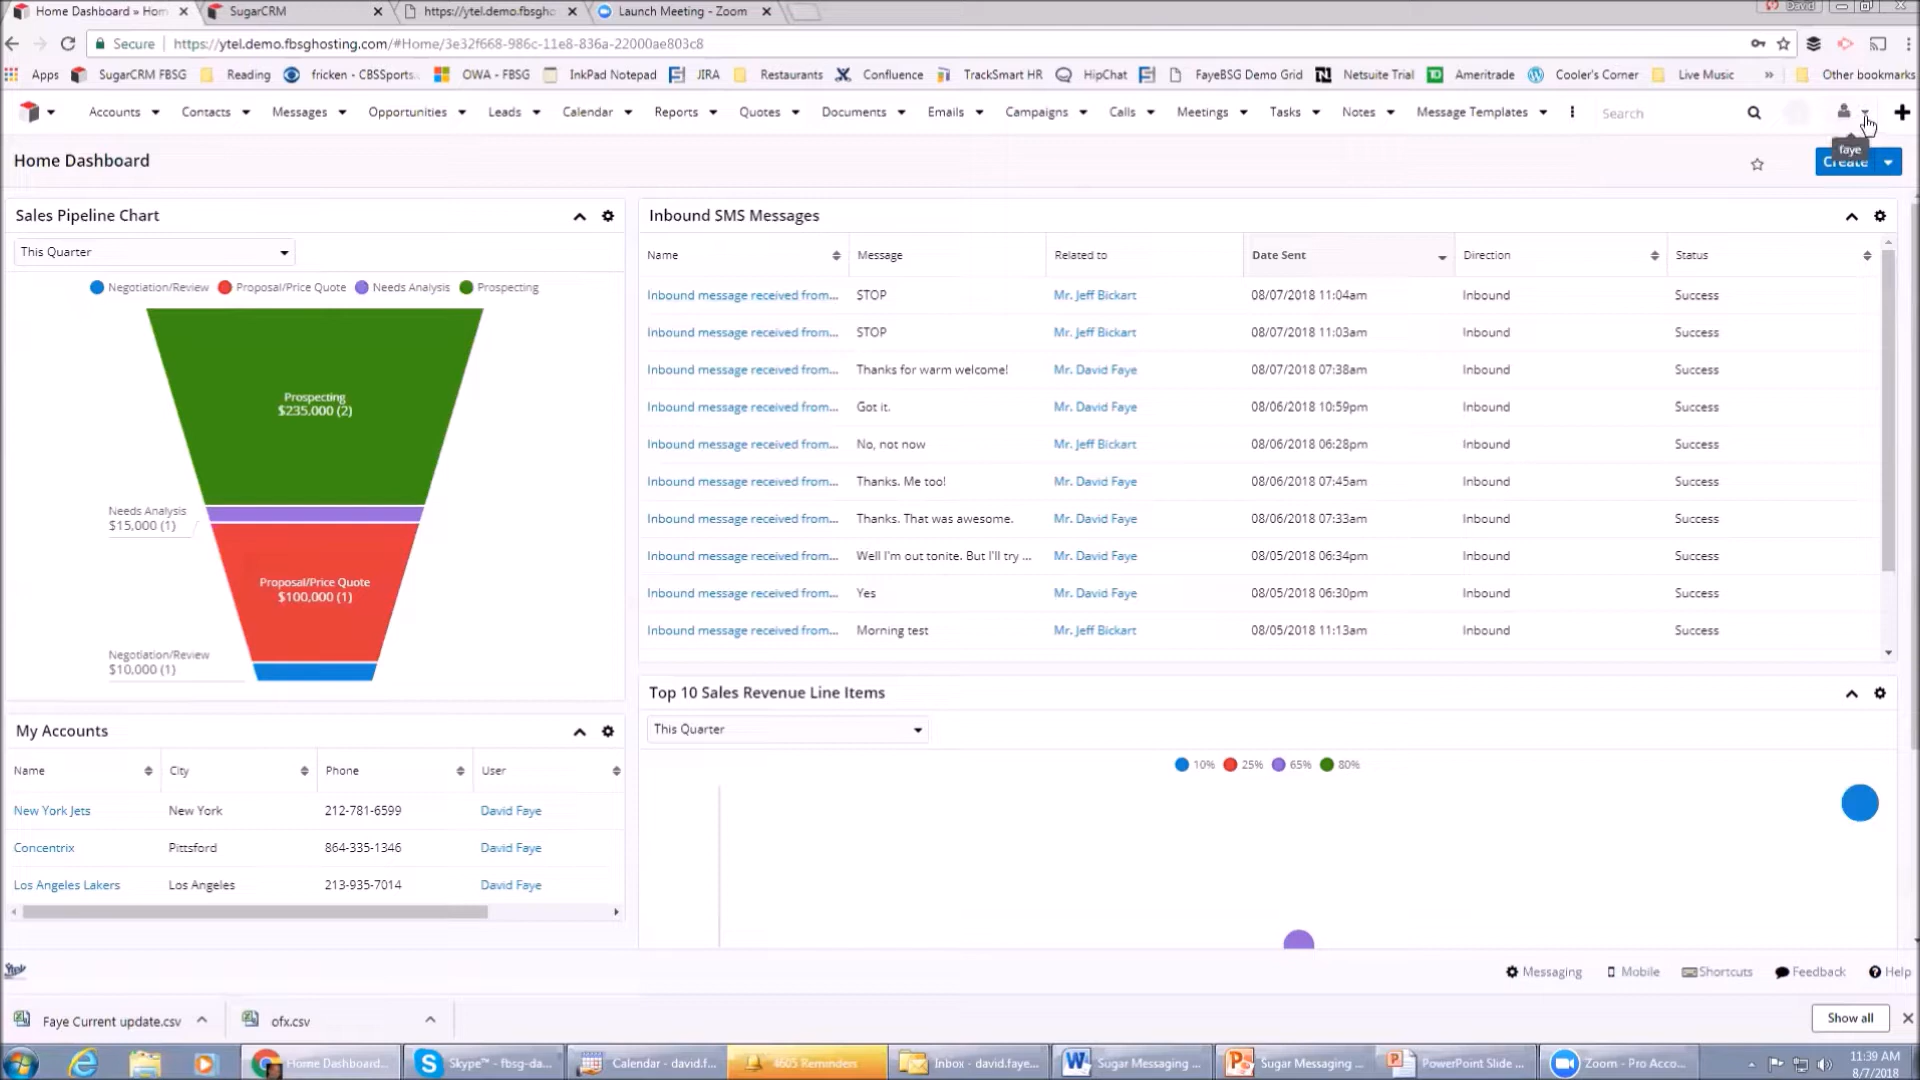 Home Dashboard » Hom
SugarCRM
https://ytel.demo.fbsgho
Launch Meeting - Zoom
David
Secure
https://ytel.demo.fbsghosting.com/#Home/3e32f668-986c-11e8-836a-22000ae803c8
Apps
SugarCRM FBSG
Reading
fricken - CBSSports.
OWA - FBSG
InkPad Notepad
JIRA
Restaurants
Confluence
TrackSmart HR
HipChat
FayeBSG Demo Grid
Netsuite Trial
Ameritrade
Cooler's Corner
Live Music
»
Other bookmarks
Accounts
Contacts
Messages
Opportunities
Leads
Calendar
Reports
Quotes
Documents
Emails
Campaigns
Calls
Meetings
Tasks
Notes
Message Templates
Search
faye
Home Dashboard
Create
Sales Pipeline Chart
This Quarter
Negotiation/Review
Proposal/Price Quote
Needs Analysis
Prospecting
Prospecting
$235,000 (2)
Needs Analysis
$15,000 (1)
Proposal/Price Quote
$100,000 (1)
Negotiation/Review
$10,000 (1)
Inbound SMS Messages
Name Message Related to Date Sent Direction Status
Inbound message received from... STOP Mr. Jeff Bickart 08/07/2018 11:04am Inbound Success
Inbound message received from... STOP Mr. Jeff Bickart 08/07/2018 11:03am Inbound Success
Inbound message received from... Thanks for warm welcome! Mr. David Faye 08/07/2018 07:38am Inbound Success
Inbound message received from... Got it. Mr. David Faye 08/06/2018 10:59pm Inbound Success
Inbound message received from... No, not now Mr. Jeff Bickart 08/06/2018 06:28pm Inbound Success
Inbound message received from... Thanks. Me too! Mr. David Faye 08/06/2018 07:45am Inbound Success
Inbound message received from... Thanks. That was awesome. Mr. David Faye 08/06/2018 07:33am Inbound Success
Inbound message received from... Well I'm out tonite. But I'll try ... Mr. David Faye 08/05/2018 06:34pm Inbound Success
Inbound message received from... Yes Mr. David Faye 08/05/2018 06:30pm Inbound Success
Inbound message received from... Morning test Mr. Jeff Bickart 08/05/2018 11:13am Inbound Success
My Accounts
Name City Phone User
New York Jets New York 212-781-6599 David Faye
Concentrix Pittsford 864-335-1346 David Faye
Los Angeles Lakers Los Angeles 213-935-7014 David Faye
Top 10 Sales Revenue Line Items
This Quarter
10% 25% 65% 80%
Ytel
Messaging
Mobile
Shortcuts
Feedback
Help
Faye Current update.csv
ofx.csv
Show all
Home Dashboard...
Skype™ - fbsg-da...
Calendar - david.f...
4605 Reminders
Inbox - david.faye...
Sugar Messaging ...
Sugar Messaging ...
PowerPoint Slide ...
Zoom - Pro Acco...
11:39 AM
8/7/2018